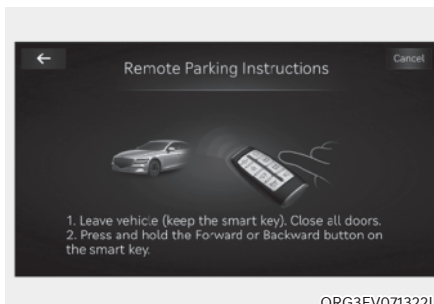 Remote Parking Instructions
Cancel
1. Leave vehicle (keep the smart key). Close all doors.
2. Press and hold the Forward or Backward button on
the smart key.